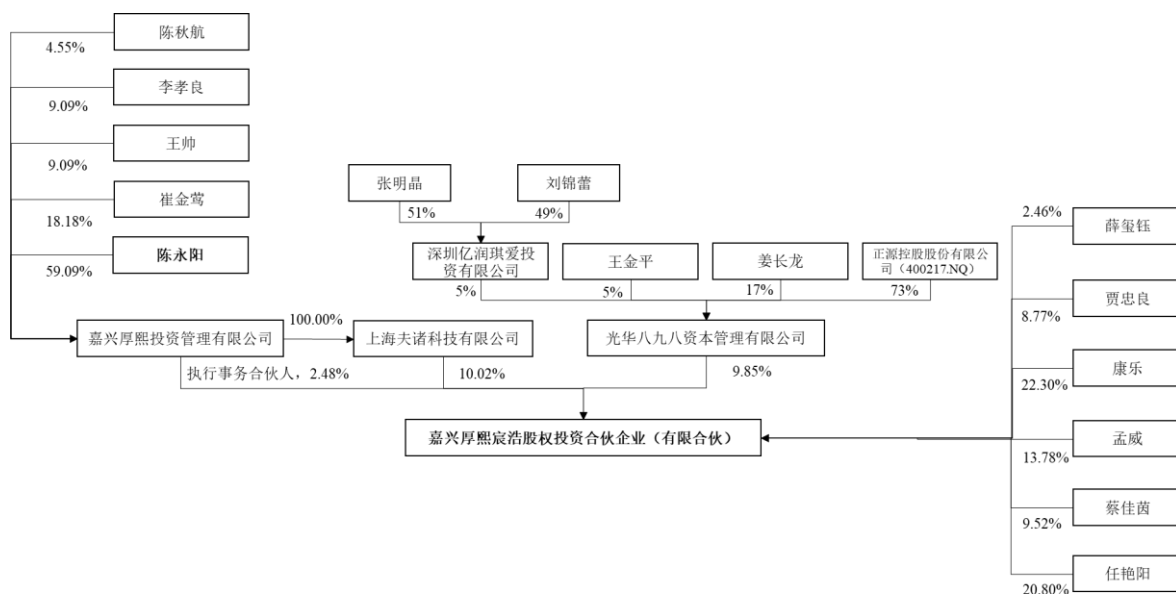 陈秋航
4.55%
李孝良
9.09%
王帅
9.09%
崔金莺
18.18%
陈永阳
59.09%
张明晶
刘锦蕾
51%
49%
深圳亿润琪爱投
资有限公司
王金平
姜长龙
正源控股股份有限公
司（400217.NQ）
5%
5%
17%
73%
嘉兴厚熙投资管理有限公司
100.00%
上海夫诸科技有限公司
光华八九八资本管理有限公司
执行事务合伙人，2.48%
10.02%
9.85%
嘉兴厚熙宸浩股权投资合伙企业（有限合伙）
2.46%
薛玺钰
贾忠良
8.77%
康乐
22.30%
孟威
13.78%
蔡佳茵
9.52%
任艳阳
20.80%